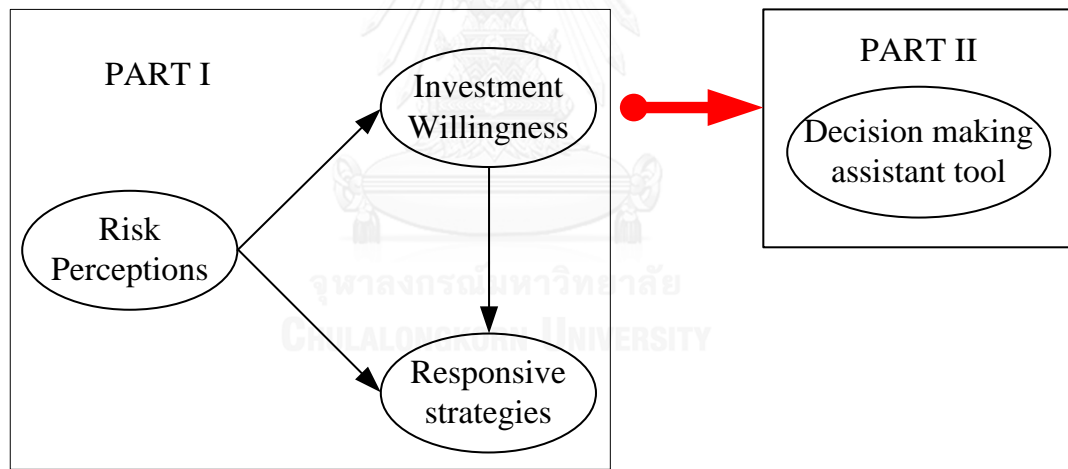 PART I
Investment
Willingness
Risk
Perceptions
Responsive
strategies
PART II
Decision making
assistant tool
จุฬาลงกรณ์มหาวิทยาลัย
CHULALONGKORN UNIVERSITY